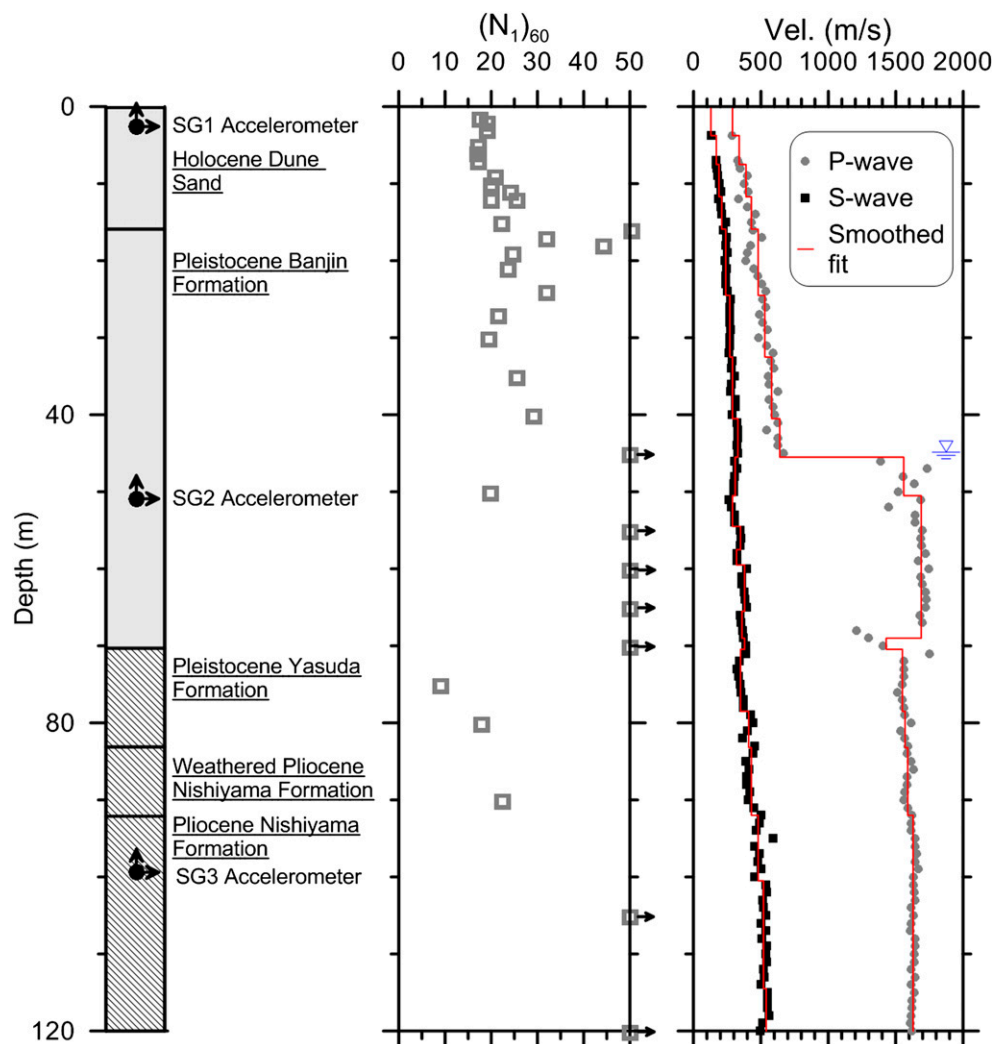 (N₁)₆₀
Vel. (m/s)
0 10 20 30 40 50
0 500 1000 1500 2000
0
40
80
120
Depth (m)
SG1 Accelerometer
Holocene Dune
Sand
Pleistocene Banjin
Formation
SG2 Accelerometer
Pleistocene Yasuda
Formation
Weathered Pliocene
Nishiyama Formation
Pliocene Nishiyama
Formation
SG3 Accelerometer
P-wave
S-wave
Smoothed
fit